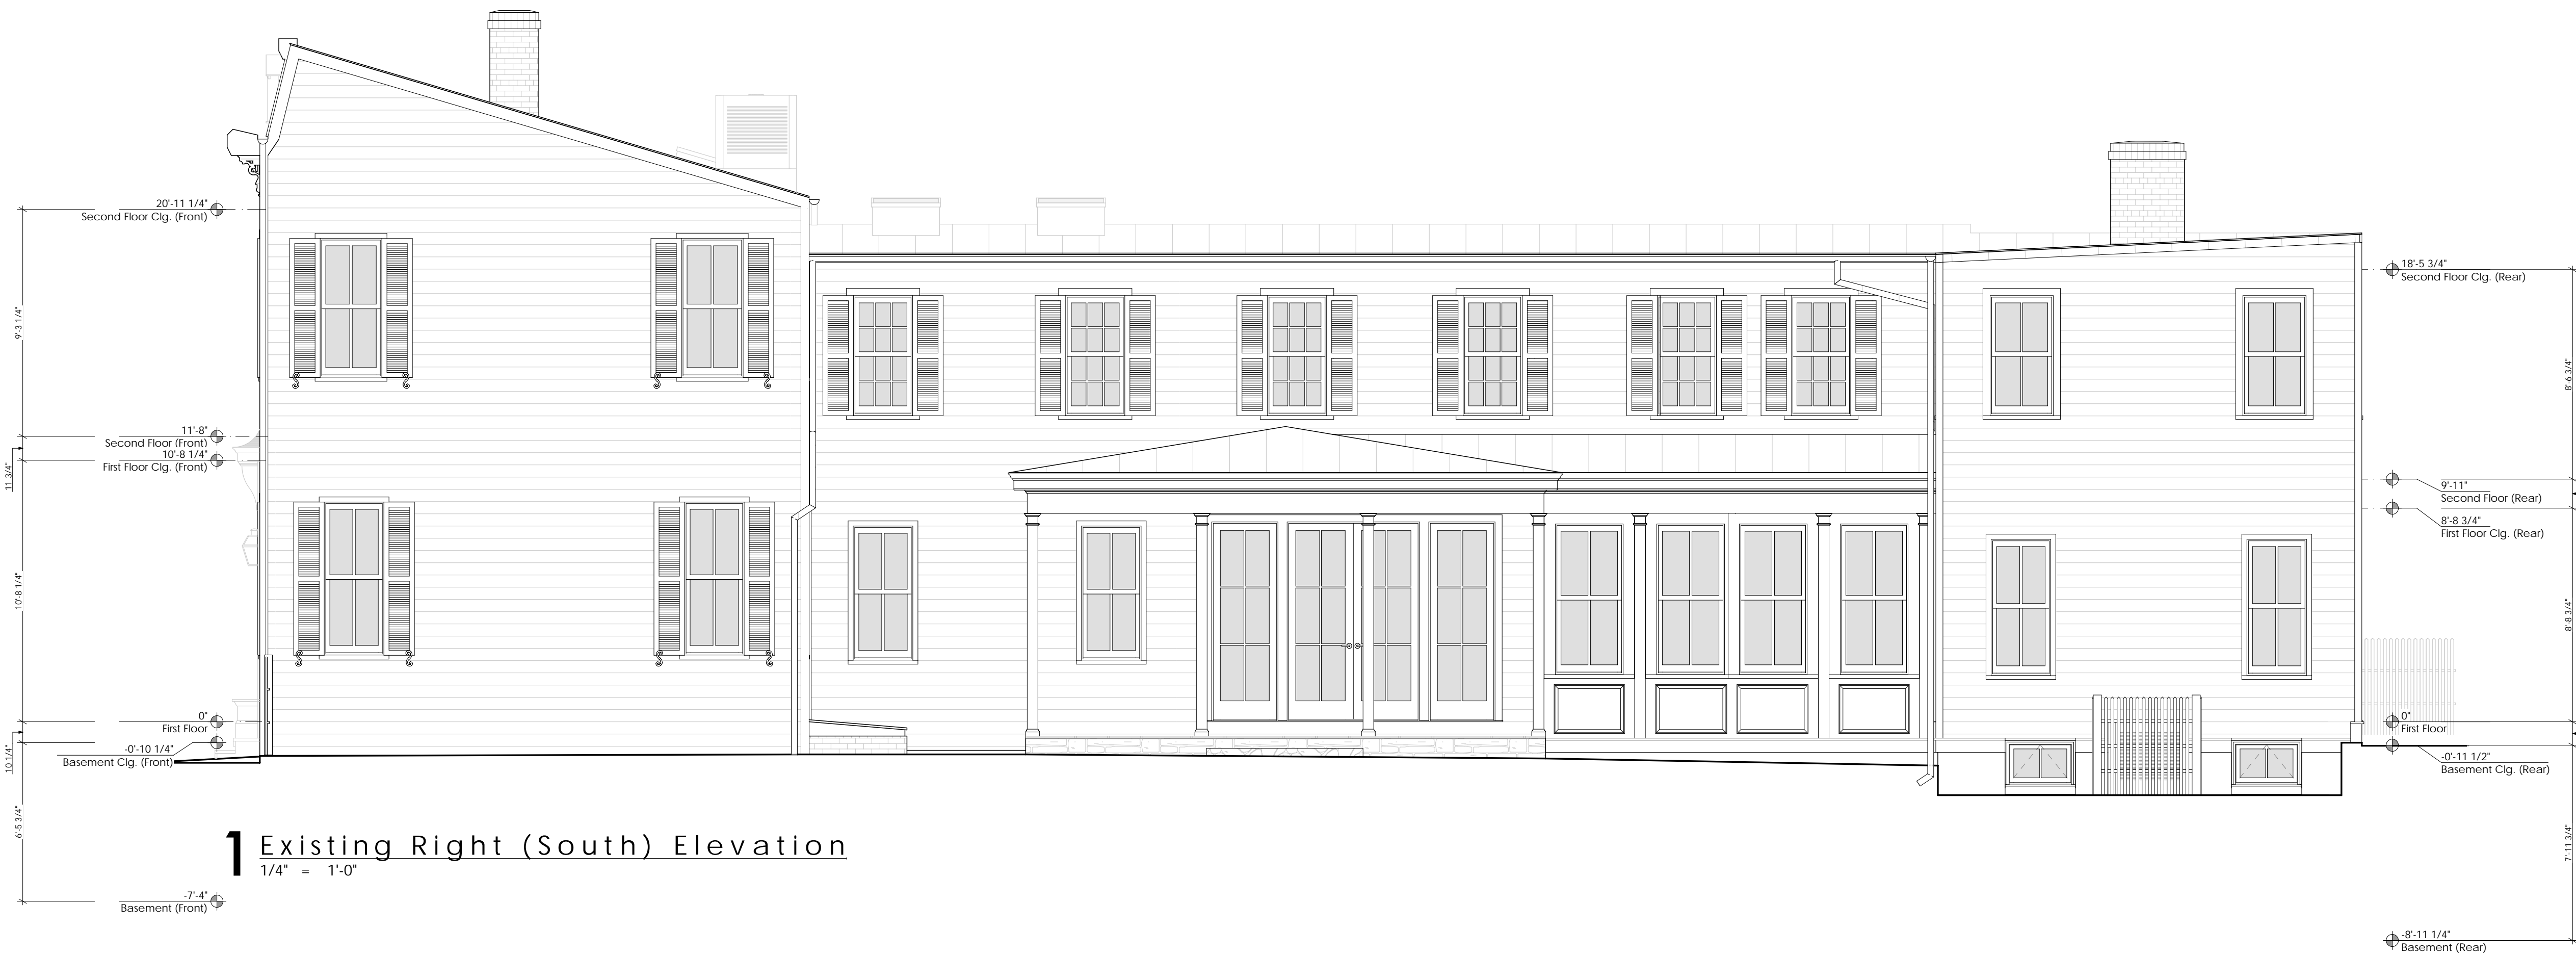 20'-11 1/4"
Second Floor Clg. (Front)
9'-3 1/4"
11'-8"
Second Floor (Front)
10'-8 1/4"
First Floor Clg. (Front)
11 3/4"
10'-8 1/4"
0"
First Floor
-0'-10 1/4"
Basement Clg. (Front)
10 1/4"
6'-5 3/4"
-7'-4"
Basement (Front)
1 Existing Right (South) Elevation
1/4" = 1'-0"
18'-5 3/4"
Second Floor Clg. (Rear)
8'-6 3/4"
9'-11"
Second Floor (Rear)
8'-8 3/4"
First Floor Clg. (Rear)
8'-8 3/4"
0"
First Floor
-0'-11 1/2"
Basement Clg. (Rear)
7'-11 3/4"
-8'-11 1/4"
Basement (Rear)